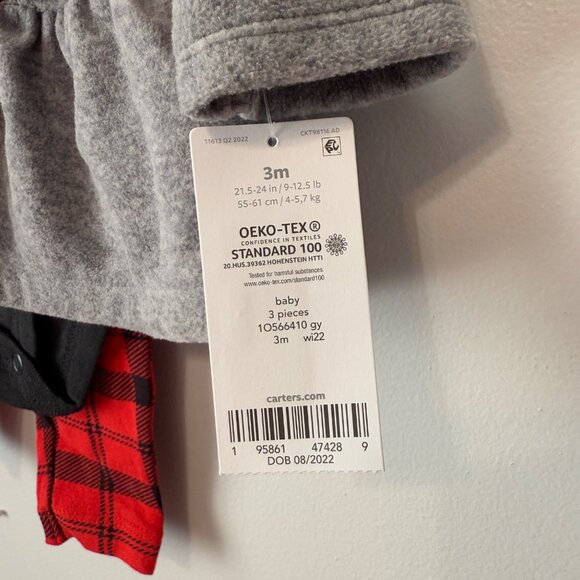 11613 Q2 2022 CKT98116 AD
3m
21.5-24 in / 9-12.5 lb
55-61 cm / 4-5,7 kg
OEKO-TEX®
CONFIDENCE IN TEXTILES
STANDARD 100
20.HUS.39362 HOHENSTEIN HTTI
Tested for harmful substances.
www.oeko-tex.com/standard100
baby
3 pieces
1O566410 gy
3m wi22
carters.com
1 95861 47428 9
DOB 08/2022